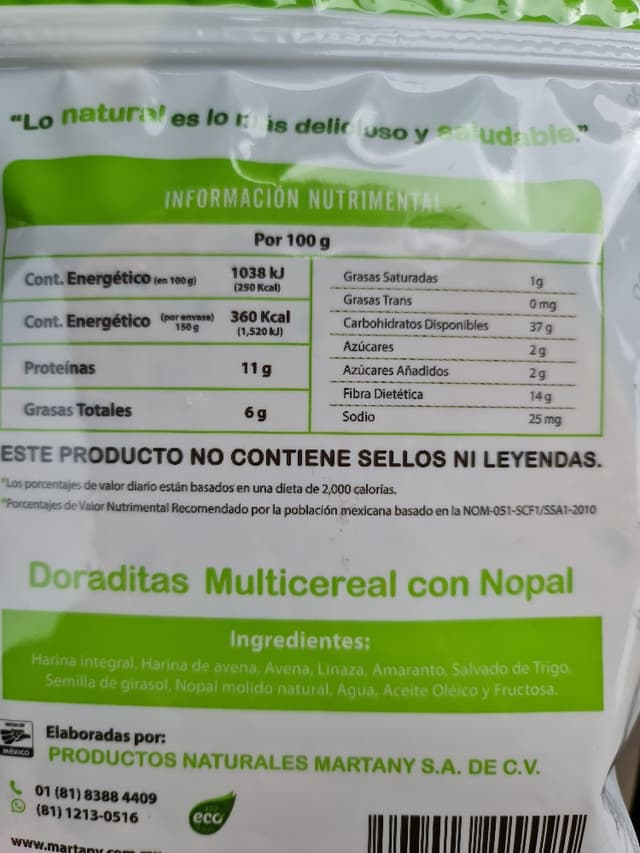 "Lo natural es lo más delicioso y saludable."
INFORMACIÓN NUTRIMENTAL
Por 100 g
Cont. Energético (en 100 g) 1038 kJ (250 Kcal)
Cont. Energético (por envase) 150 g 360 Kcal (1,520 kJ)
Proteínas 11 g
Grasas Totales 6 g
Grasas Saturadas 1g
Grasas Trans 0 mg
Carbohidratos Disponibles 37 g
Azúcares 2 g
Azúcares Añadidos 2 g
Fibra Dietética 14 g
Sodio 25 mg
ESTE PRODUCTO NO CONTIENE SELLOS NI LEYENDAS.
*Los porcentajes de valor diario están basados en una dieta de 2,000 calorías.
*Porcentajes de Valor Nutrimental Recomendado por la población mexicana basado en la NOM-051-SCF1/SSA1-2010
Doraditas Multicereal con Nopal
Ingredientes:
Harina integral, Harina de avena, Avena, Linaza, Amaranto, Salvado de Trigo,
Semilla de girasol, Nopal molido natural, Agua, Aceite Oléico y Fructosa.
HECHO EN
MÉXICO
Elaboradas por:
PRODUCTOS NATURALES MARTANY S.A. DE C.V.
01 (81) 8388 4409
(81) 1213-0516
eco